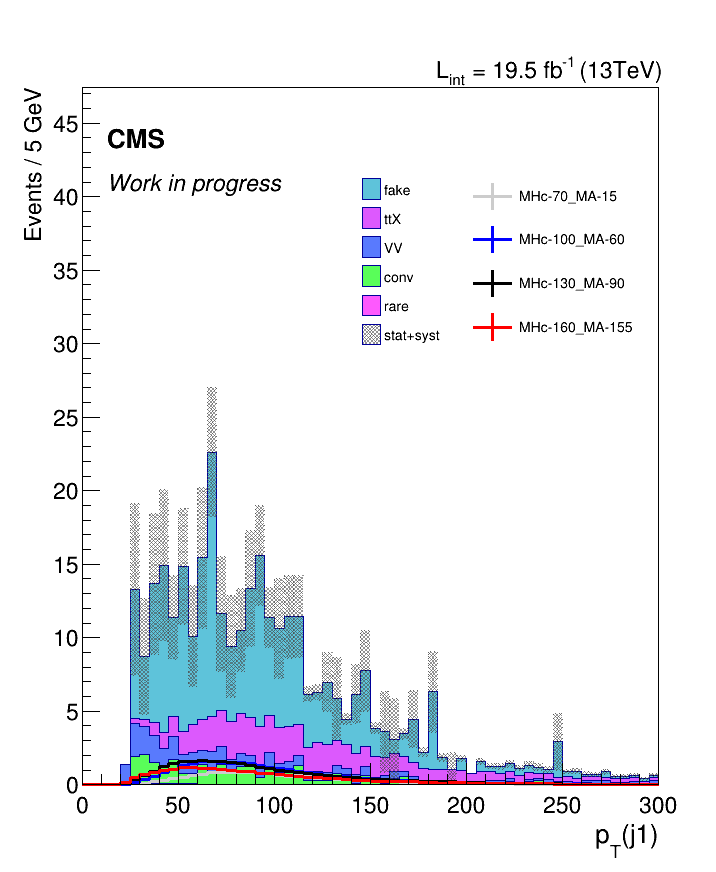 L_int = 19.5 fb^-1 (13TeV)
Events / 5 GeV
CMS
Work in progress
fake
ttX
VV
conv
rare
stat+syst
MHc-70_MA-15
MHc-100_MA-60
MHc-130_MA-90
MHc-160_MA-155
45
40
35
30
25
20
15
10
5
0
0 50 100 150 200 250 300
p_T(j1)